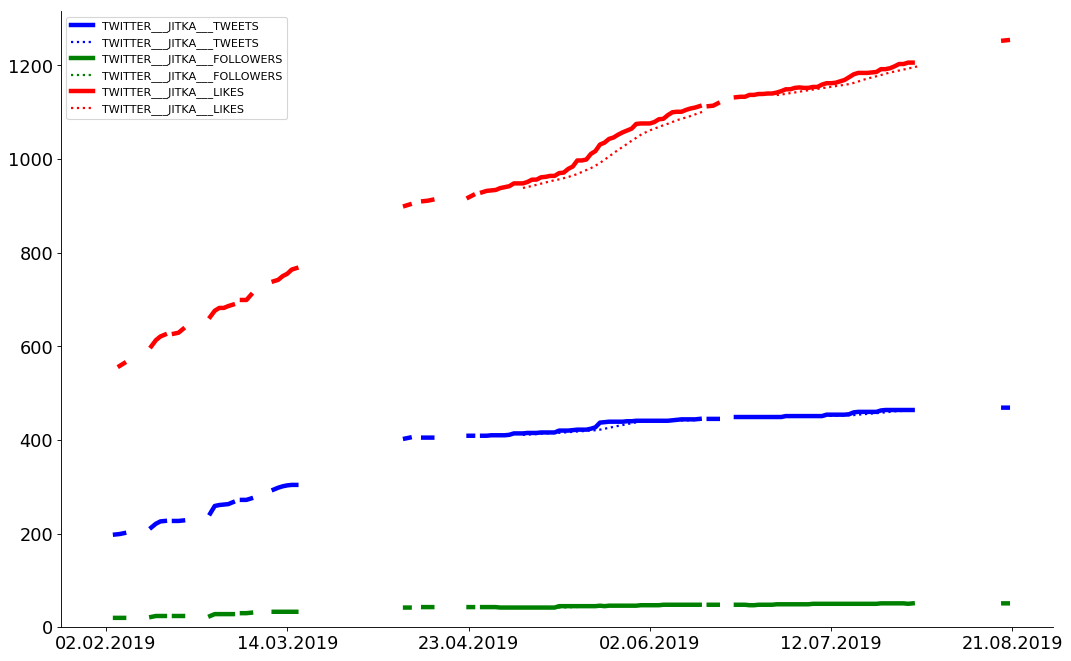 TWITTER___JITKA___TWEETS
TWITTER___JITKA___TWEETS
TWITTER___JITKA___FOLLOWERS
TWITTER___JITKA___FOLLOWERS
TWITTER___JITKA___LIKES
TWITTER___JITKA___LIKES
1200
1000
800
600
400
200
0
02.02.2019 14.03.2019 23.04.2019 02.06.2019 12.07.2019 21.08.2019